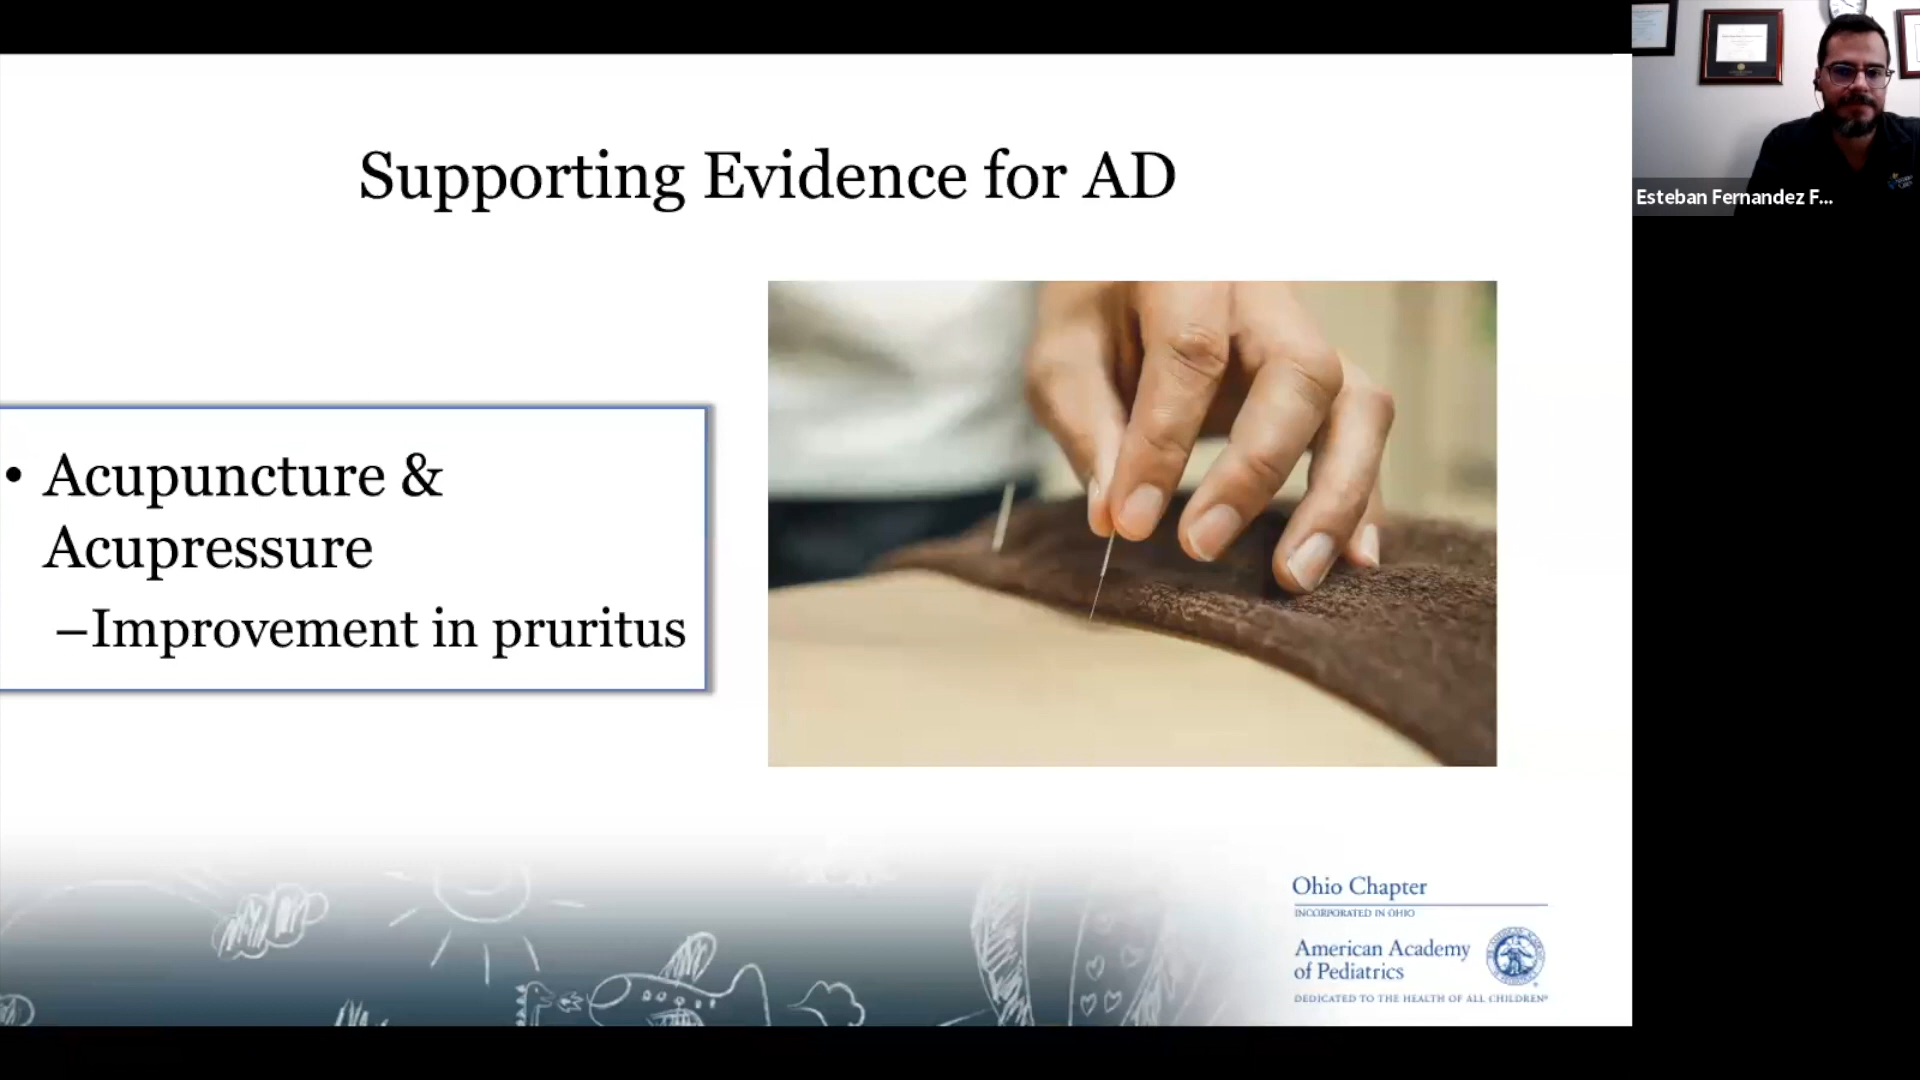 Supporting Evidence for AD
• Acupuncture &
Acupressure
–Improvement in pruritus
Ohio Chapter
INCORPORATED IN OHIO
American Academy
of Pediatrics
DEDICATED TO THE HEALTH OF ALL CHILDREN®
Esteban Fernandez F...